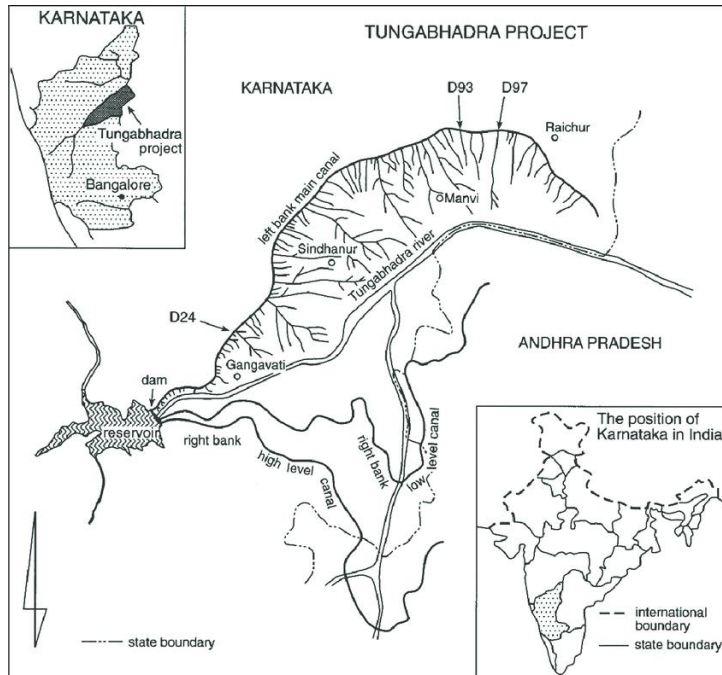 KARNATAKA
Tungabhadra
project
Bangalore
TUNGABHADRA PROJECT
KARNATAKA
D93
D97
Raichur
left bank main canal
Manvi
Sindhanur
Tungabhadra river
D24
Gangavati
ANDHRA PRADESH
dam
reservoir
right bank
high level
canal
right bank
low
level canal
state boundary
The position of
Karnataka in India
international
boundary
state boundary